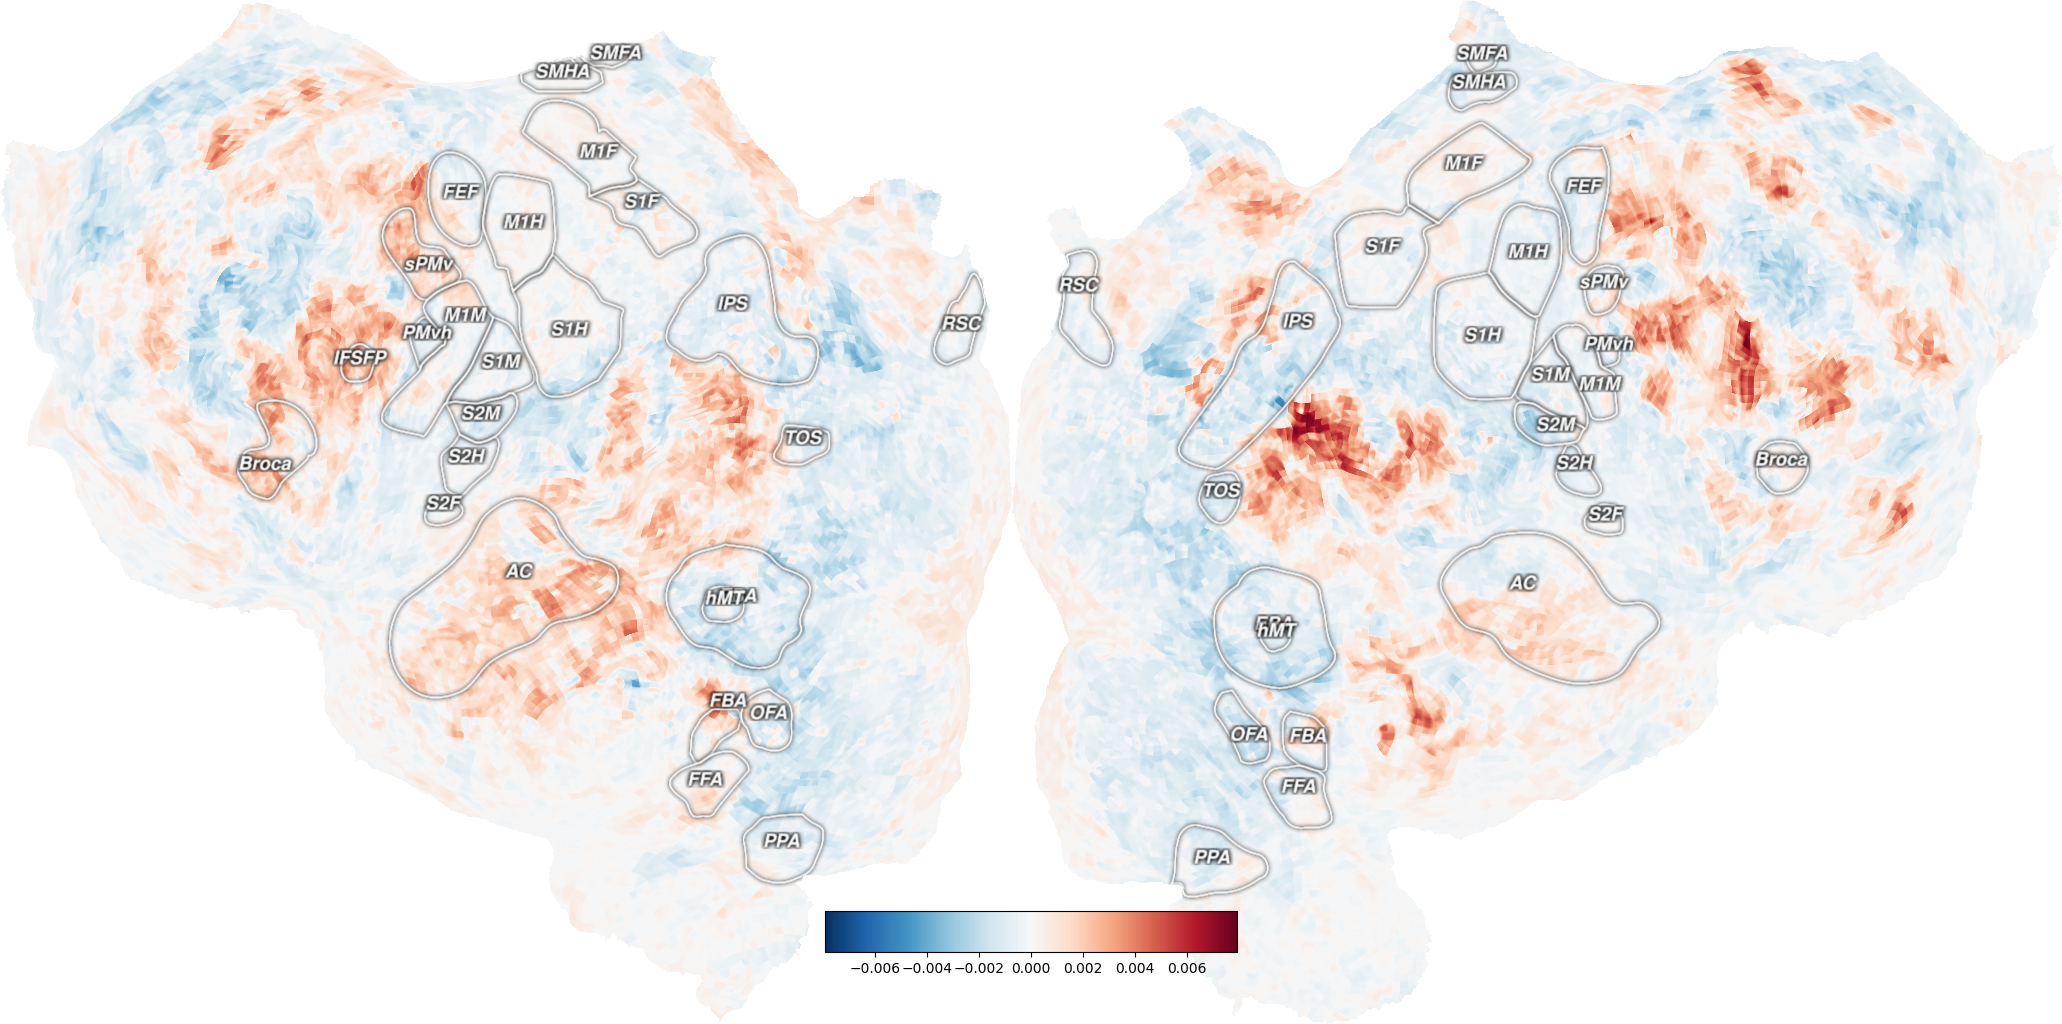 SMFA
SMHA
M1F
FEF
S1F
M1H
sPMv
IPS
M1M
RSC
PMvh
S1H
IFSFP
S1M
S2M
TOS
Broca
S2H
S2F
AC
hMT
FBA
OFA
FFA
PPA
SMFA
SMHA
M1F
FEF
S1F
M1H
RSC
sPMv
IPS
S1H
PMvh
S1M
M1M
S2M
Broca
S2H
TOS
S2F
AC
hMT
OFA
FBA
FFA
PPA
−0.006 −0.004 −0.002 0.000 0.002 0.004 0.006